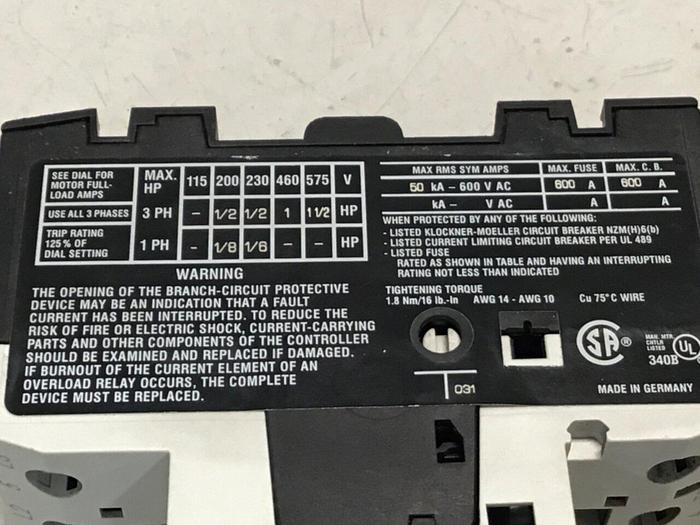 SEE DIAL FOR MOTOR FULL-LOAD AMPS MAX. HP 115 200 230 460 575 V
USE ALL 3 PHASES 3 PH - 1/2 1/2 1 1 1/2 HP
TRIP RATING 125 % OF DIAL SETTING 1 PH - 1/8 1/6 - - HP
WARNING
THE OPENING OF THE BRANCH-CIRCUIT PROTECTIVE
DEVICE MAY BE AN INDICATION THAT A FAULT
CURRENT HAS BEEN INTERRUPTED. TO REDUCE THE
RISK OF FIRE OR ELECTRIC SHOCK, CURRENT-CARRYING
PARTS AND OTHER COMPONENTS OF THE CONTROLLER
SHOULD BE EXAMINED AND REPLACED IF DAMAGED.
IF BURNOUT OF THE CURRENT ELEMENT OF AN
OVERLOAD RELAY OCCURS, THE COMPLETE
DEVICE MUST BE REPLACED.
MAX RMS SYM AMPS MAX. FUSE MAX. C. B.
50 kA - 600 V AC 600 A 600 A
kA - V AC A A
WHEN PROTECTED BY ANY OF THE FOLLOWING:
- LISTED KLOCKNER-MOELLER CIRCUIT BREAKER NZM(H)6(b)
- LISTED CURRENT LIMITING CIRCUIT BREAKER PER UL 489
- LISTED FUSE
RATED AS SHOWN IN TABLE AND HAVING AN INTERRUPTING
RATING NOT LESS THAN INDICATED
TIGHTENING TORQUE
1.8 Nm/16 lb.-In AWG 14 - AWG 10 Cu 75°C WIRE
SA ®
MAN. MTR.
CNTLR
LISTED
340B
UL
031
MADE IN GERMANY